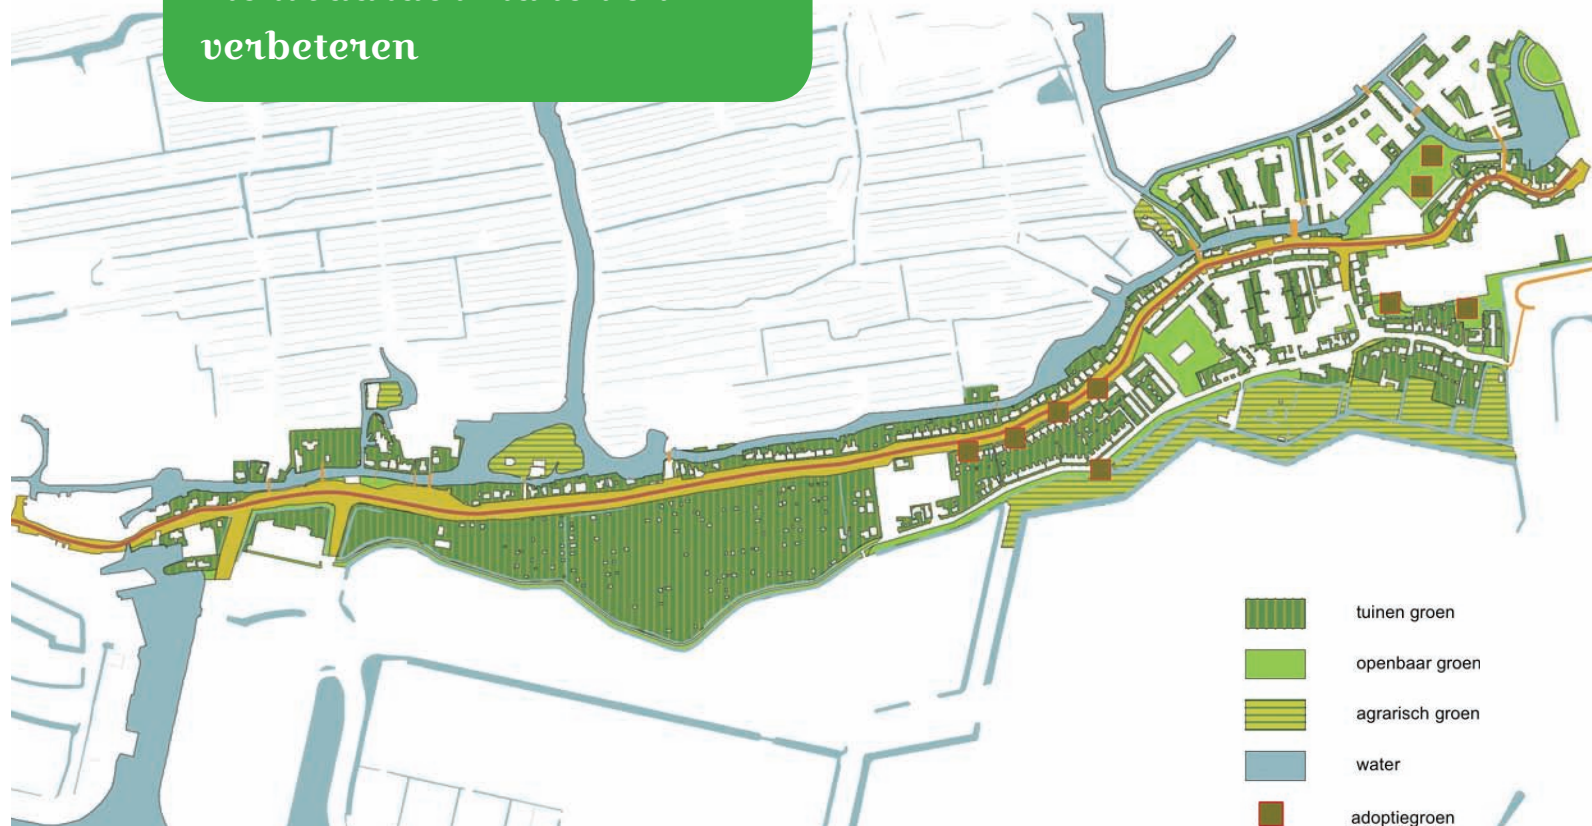 verbeteren
tuinen groen
openbaar groen
agrarisch groen
water
adoptiegroen